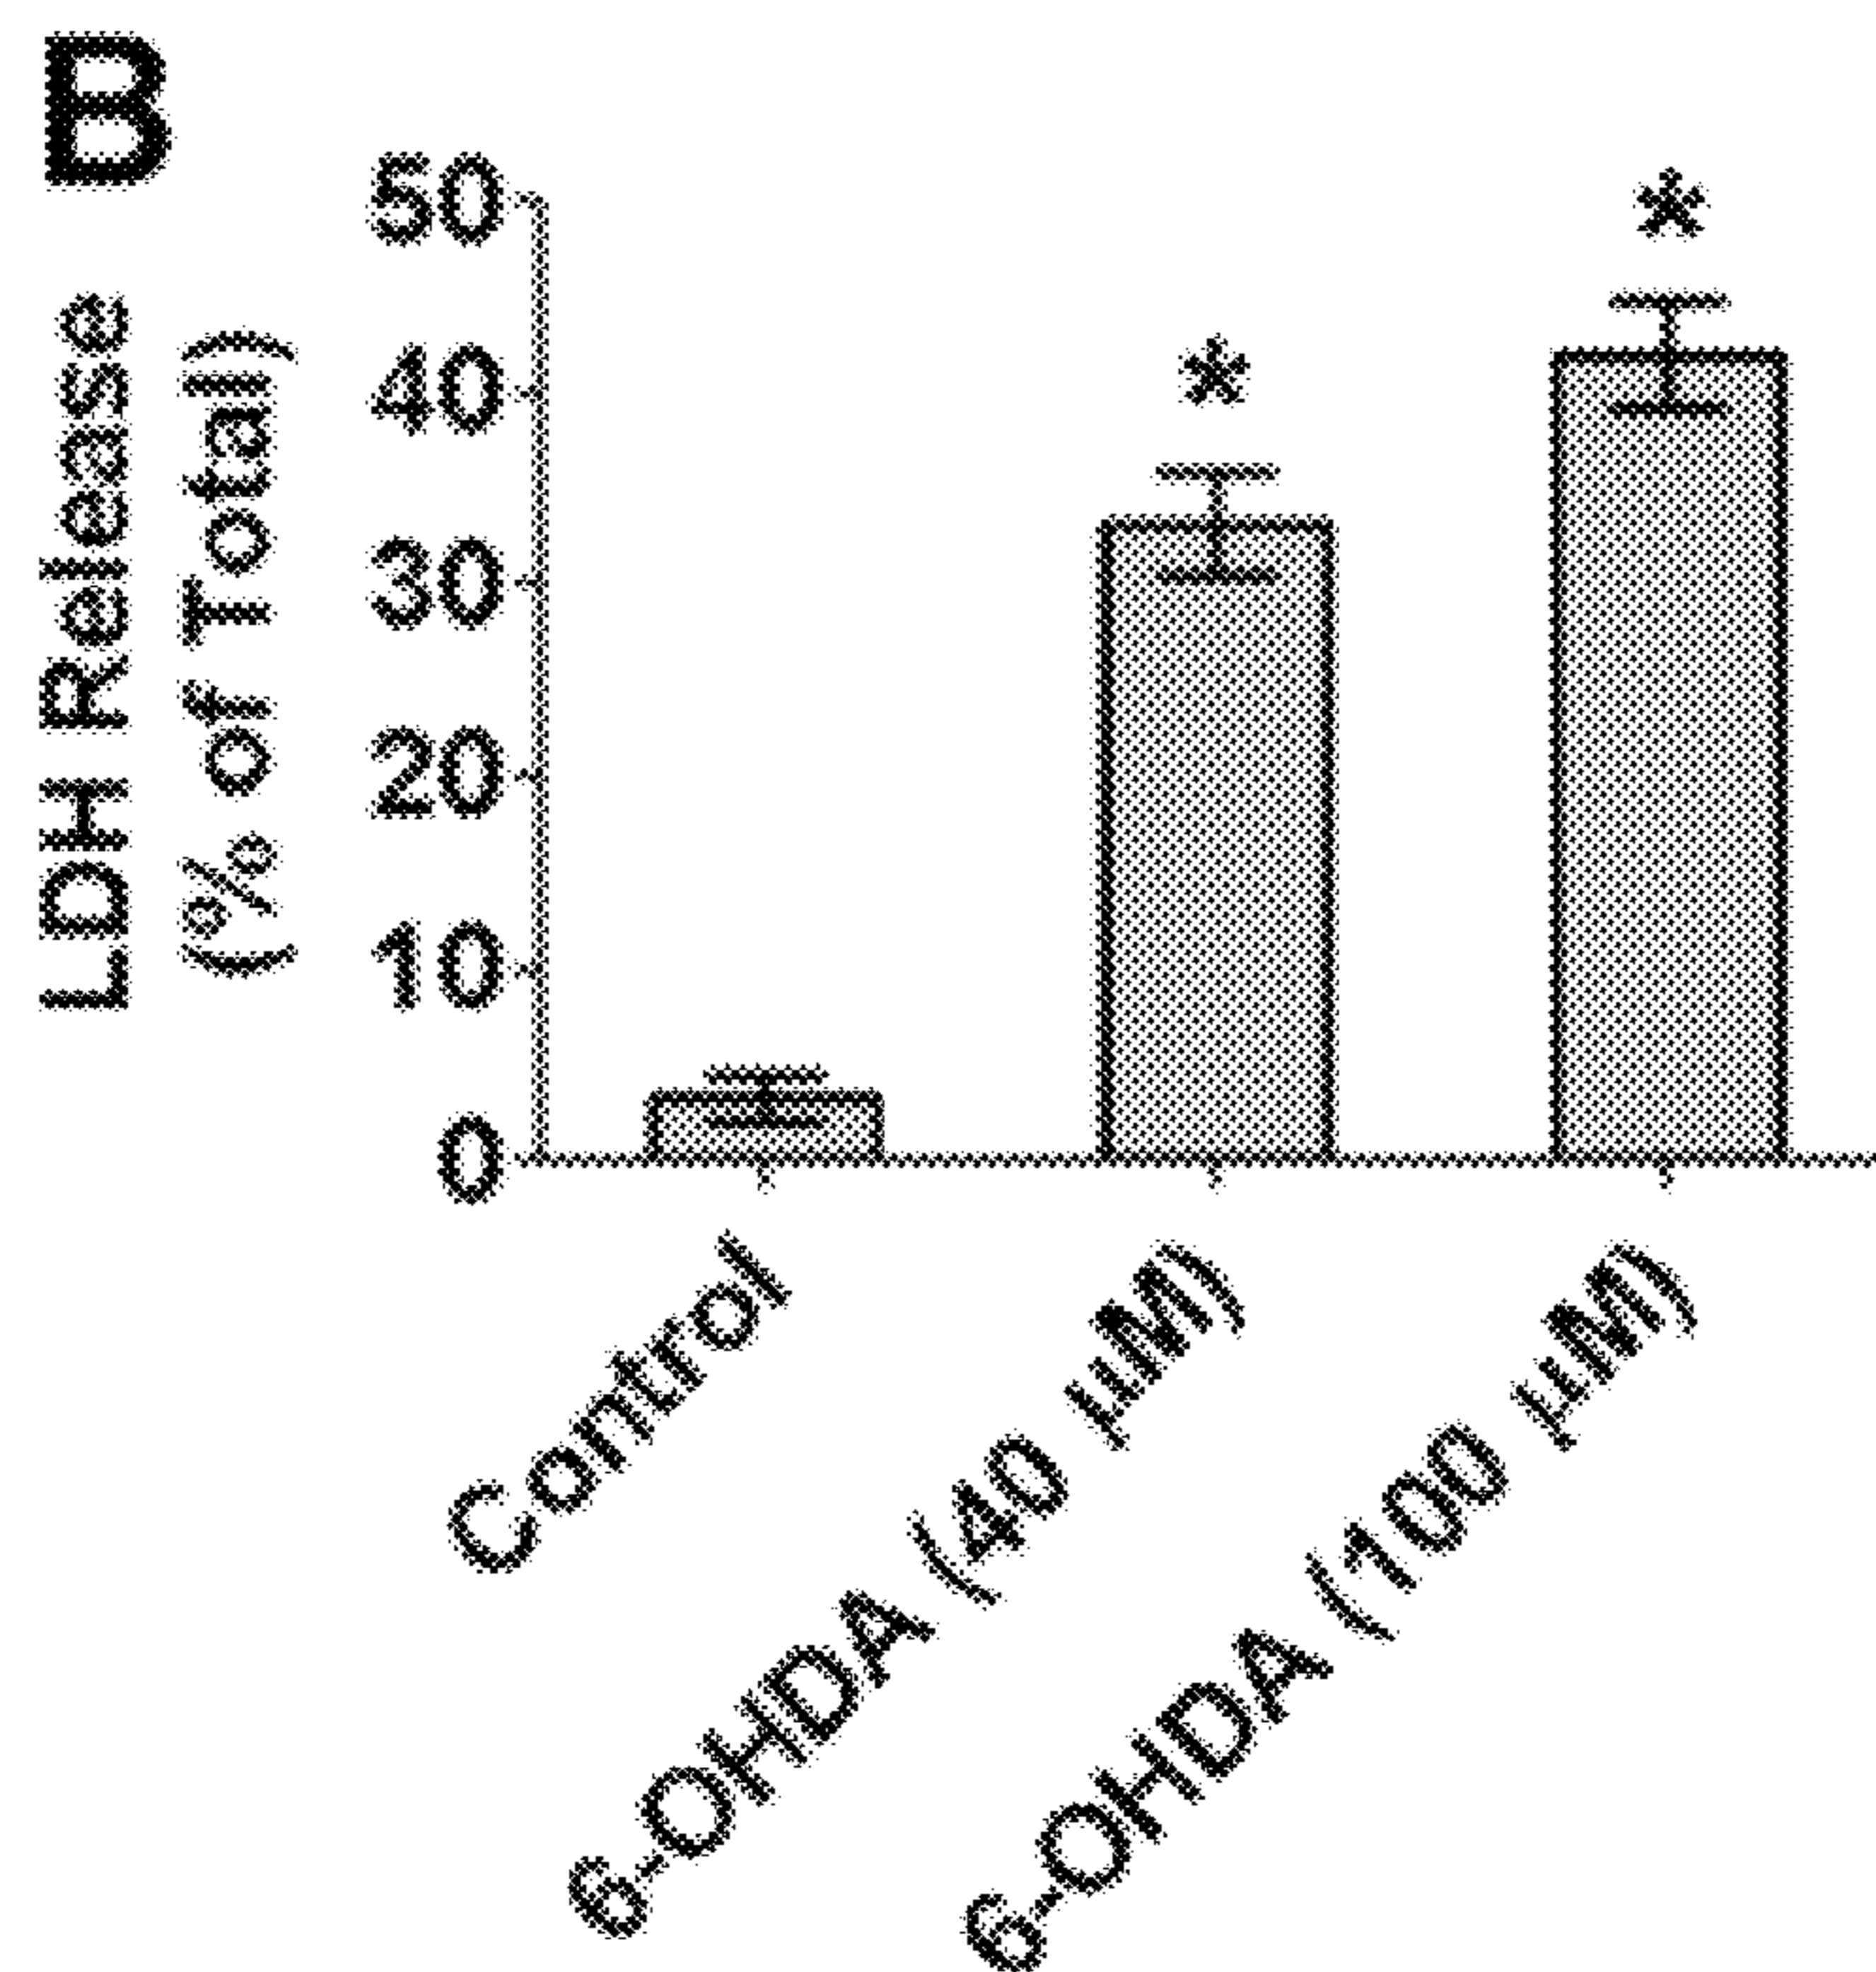 B
LDH Release
(% of Total)
50
40
30
20
10
0
*
*
Control
6-OHDA (40 µM)
6-OHDA (100 µM)